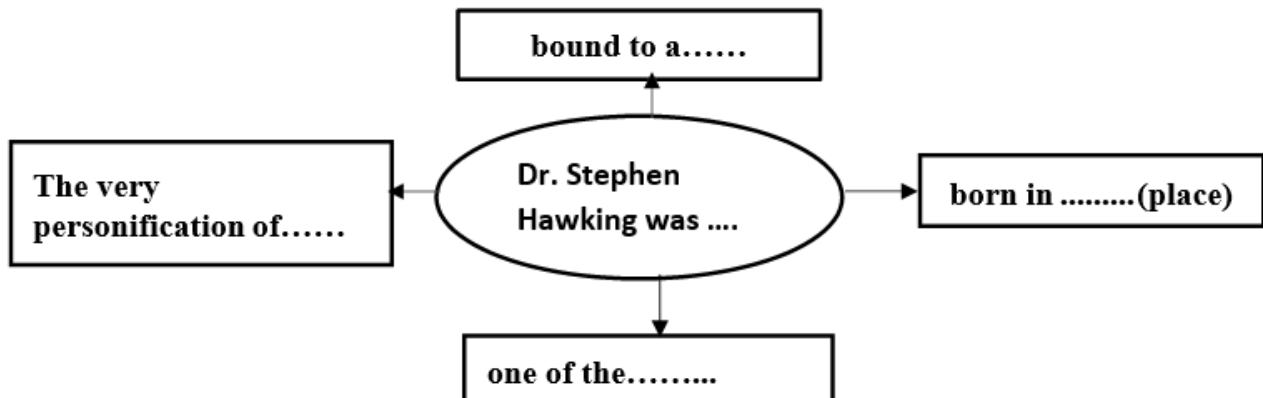 bound to a......
The very
personification of......
Dr. Stephen
Hawking was ....
born in .........(place)
one of the.........